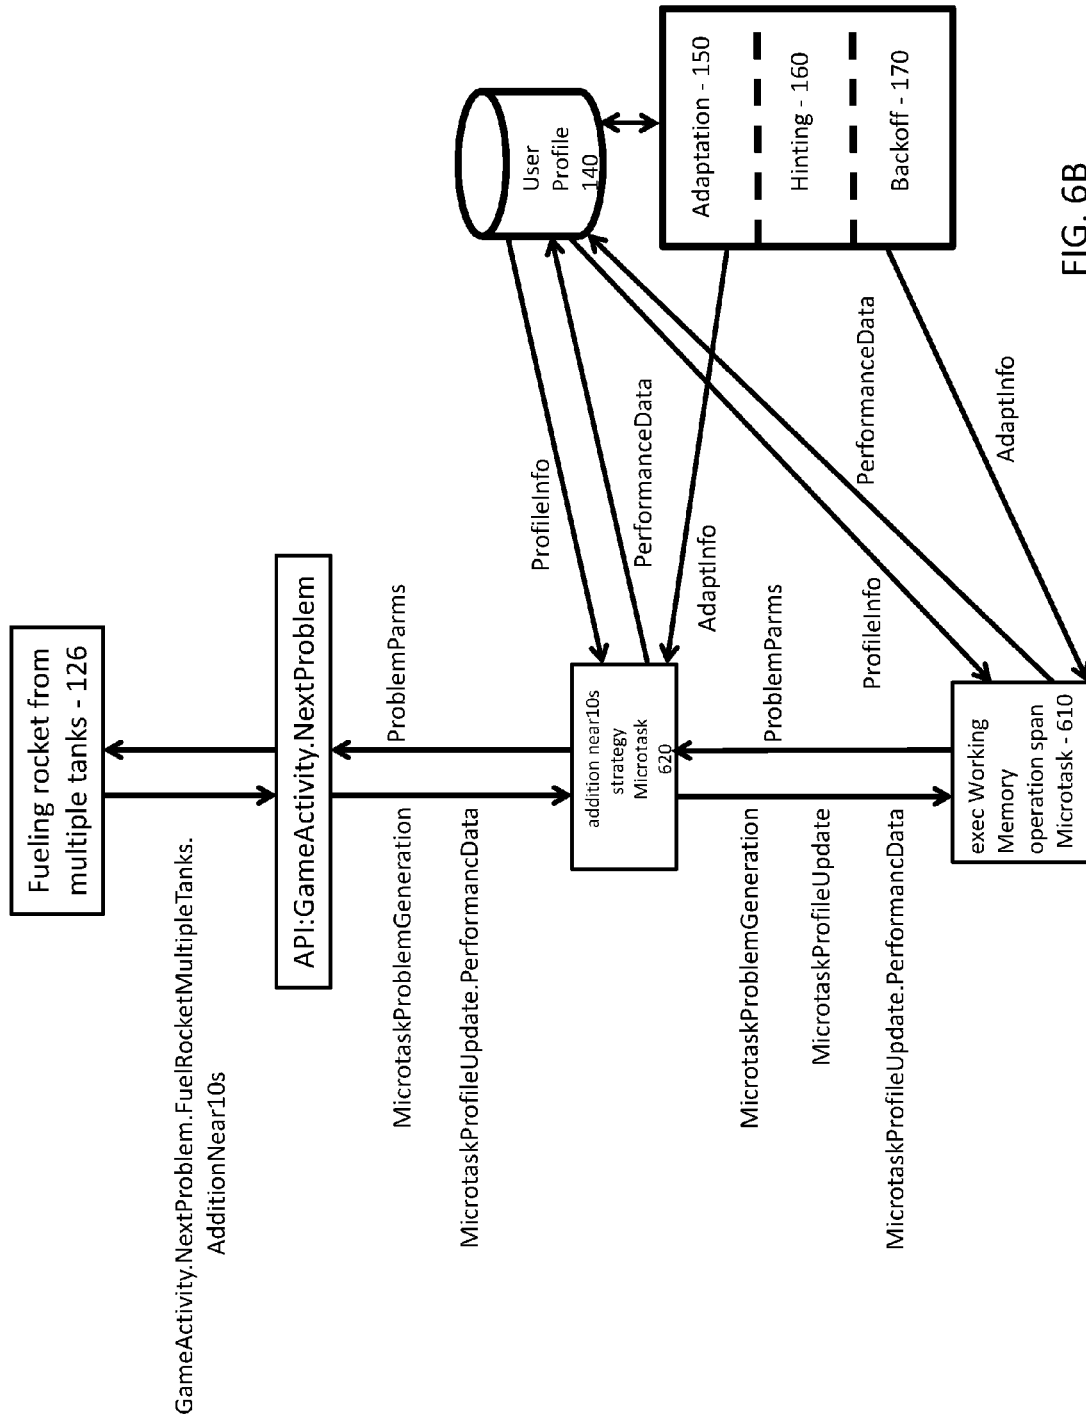 Fueling rocket from
multiple tanks - 126
GameActivity.NextProblem.FuelRocketMultipleTanks.
AdditionNear10s
API:GameActivity.NextProblem
MicrotaskProblemGeneration
MicrotaskProfileUpdate.PerformancData
ProblemParms
addition near10s
strategy
Microtask
620
MicrotaskProblemGeneration
MicrotaskProfileUpdate
MicrotaskProfileUpdate.PerformancData
ProblemParms
exec Working
Memory
operation span
Microtask - 610
ProfileInfo
PerformanceData
AdaptInfo
ProfileInfo
PerformanceData
AdaptInfo
User
Profile
140
Adaptation - 150
Hinting - 160
Backoff - 170
FIG. 6B